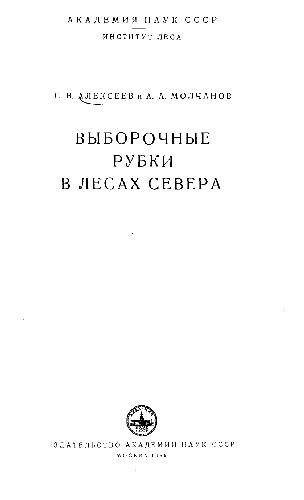 АКАДЕМИЯ НАУК СССР
ИНСТИТУТ ЛЕСА
В. АЛЕКСЕЕВ и А. А. МОЛЧАНОВ
ВЫБОРОЧНЫЕ
РУБКИ
В ЛЕСАХ СЕВЕРА
ИЗДАТЕЛЬСТВО АКАДЕМИИ НАУК СССР
МОСКВА